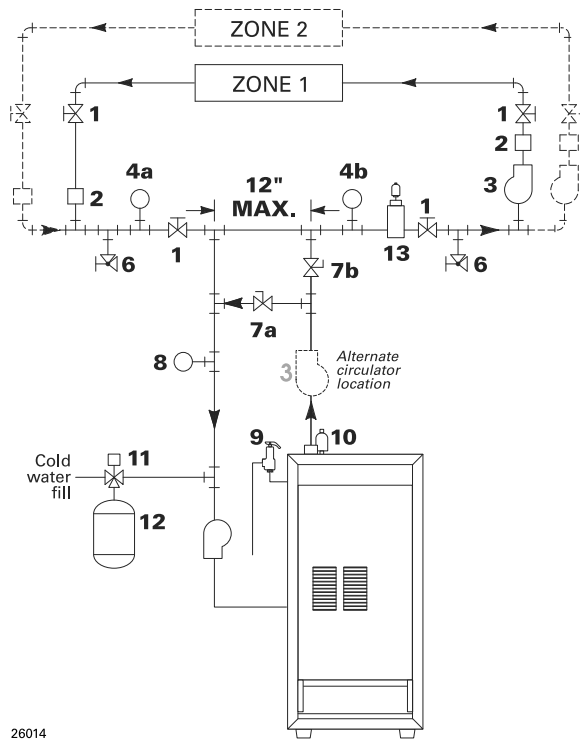 ZONE 2
ZONE 1
1
1
2
4a
12"
MAX.
4b
1
2
3
6
1
7b
13
6
7a
8
3
Alternate
circulator
location
9
10
11
Cold
water
fill
12
26014